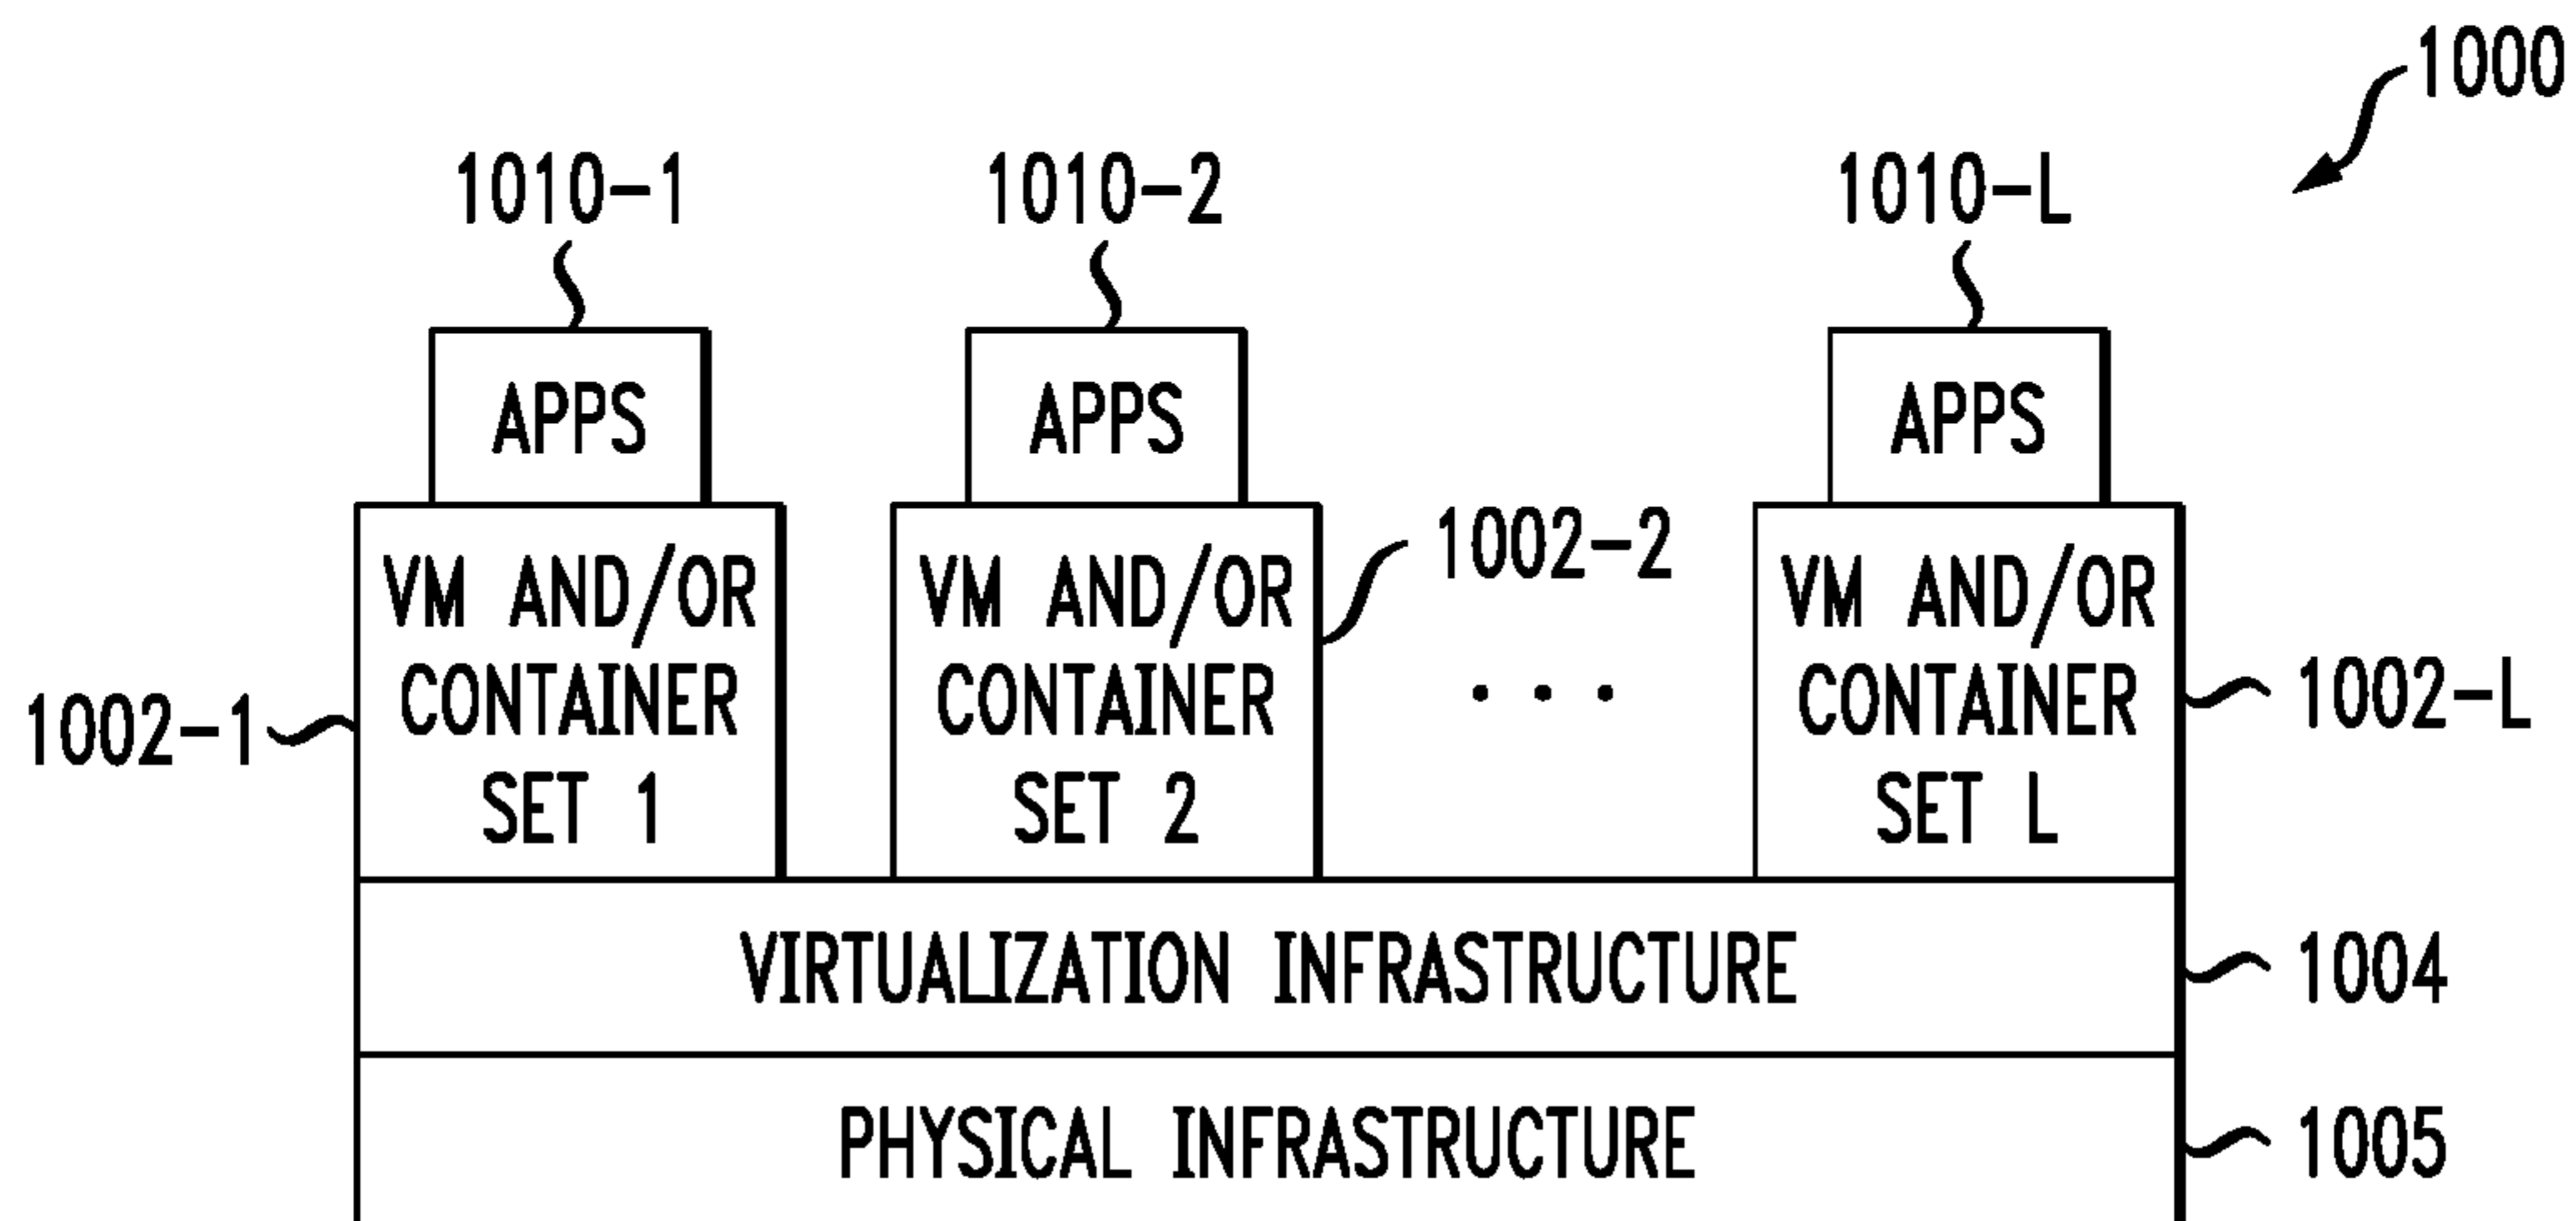 1000
1010-1 1010-2 1010-L
APPS APPS APPS
VM AND/OR
CONTAINER
SET 1
VM AND/OR
CONTAINER
SET 2
1002-2
...
VM AND/OR
CONTAINER
SET L
1002-1
1002-L
VIRTUALIZATION INFRASTRUCTURE
1004
PHYSICAL INFRASTRUCTURE
1005